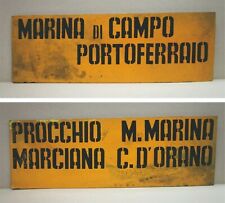 MARINA DI CAMPO
PORTOFERRAIO
PROCCHIO M. MARINA
MARCIANA C. D'ORANO